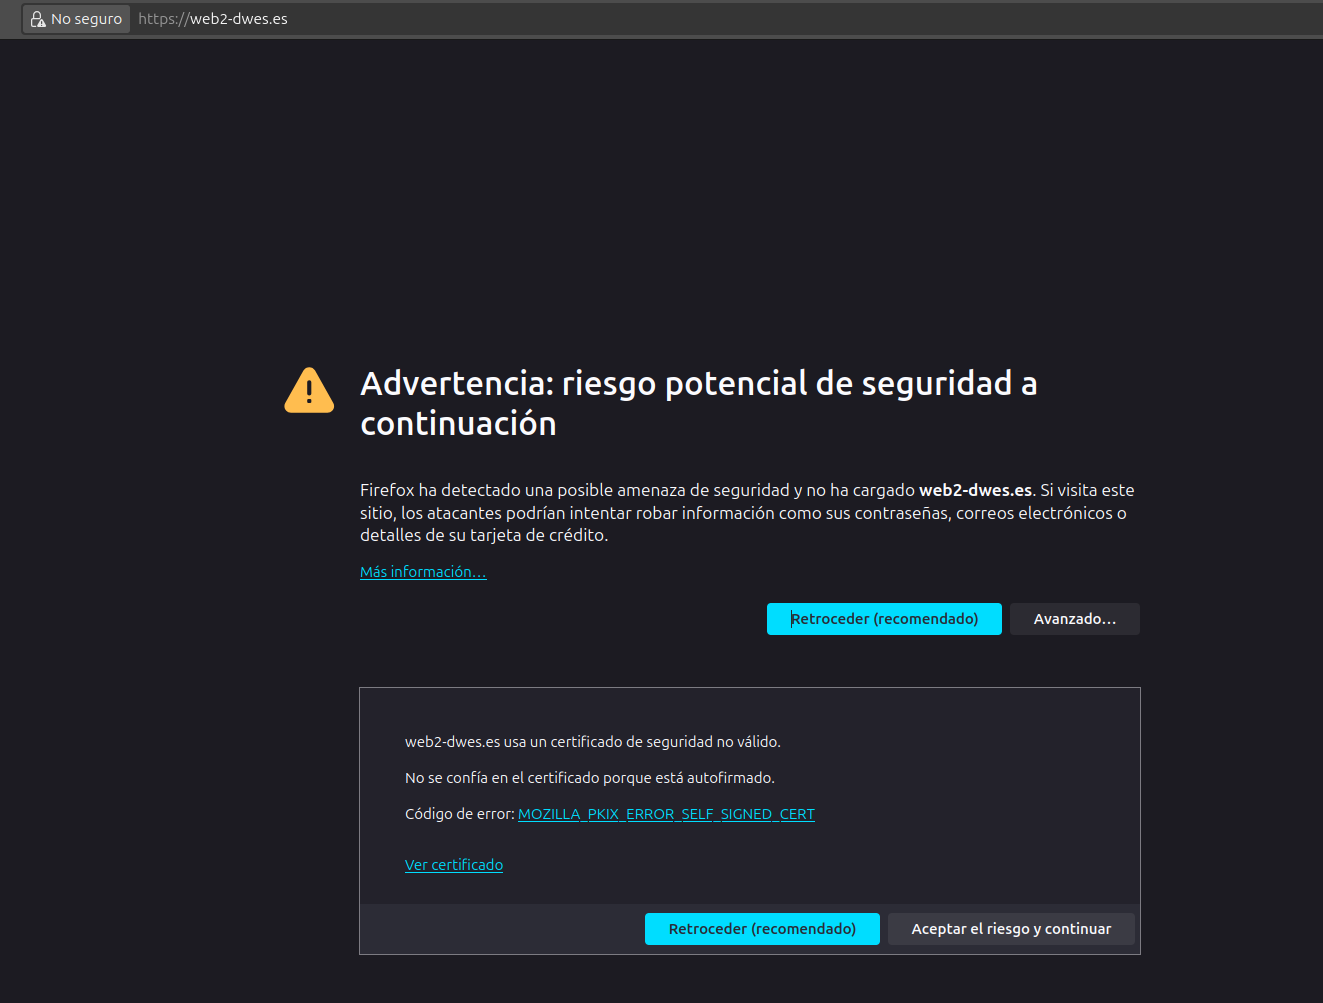 No seguro https://web2-dwes.es
Advertencia: riesgo potencial de seguridad a
continuación
Firefox ha detectado una posible amenaza de seguridad y no ha cargado web2-dwes.es. Si visita este
sitio, los atacantes podrían intentar robar información como sus contraseñas, correos electrónicos o
detalles de su tarjeta de crédito.
Más información...
Retroceder (recomendado) Avanzado...
web2-dwes.es usa un certificado de seguridad no válido.
No se confía en el certificado porque está autofirmado.
Código de error: MOZILLA_PKIX_ERROR_SELF_SIGNED_CERT
Ver certificado
Retroceder (recomendado) Aceptar el riesgo y continuar